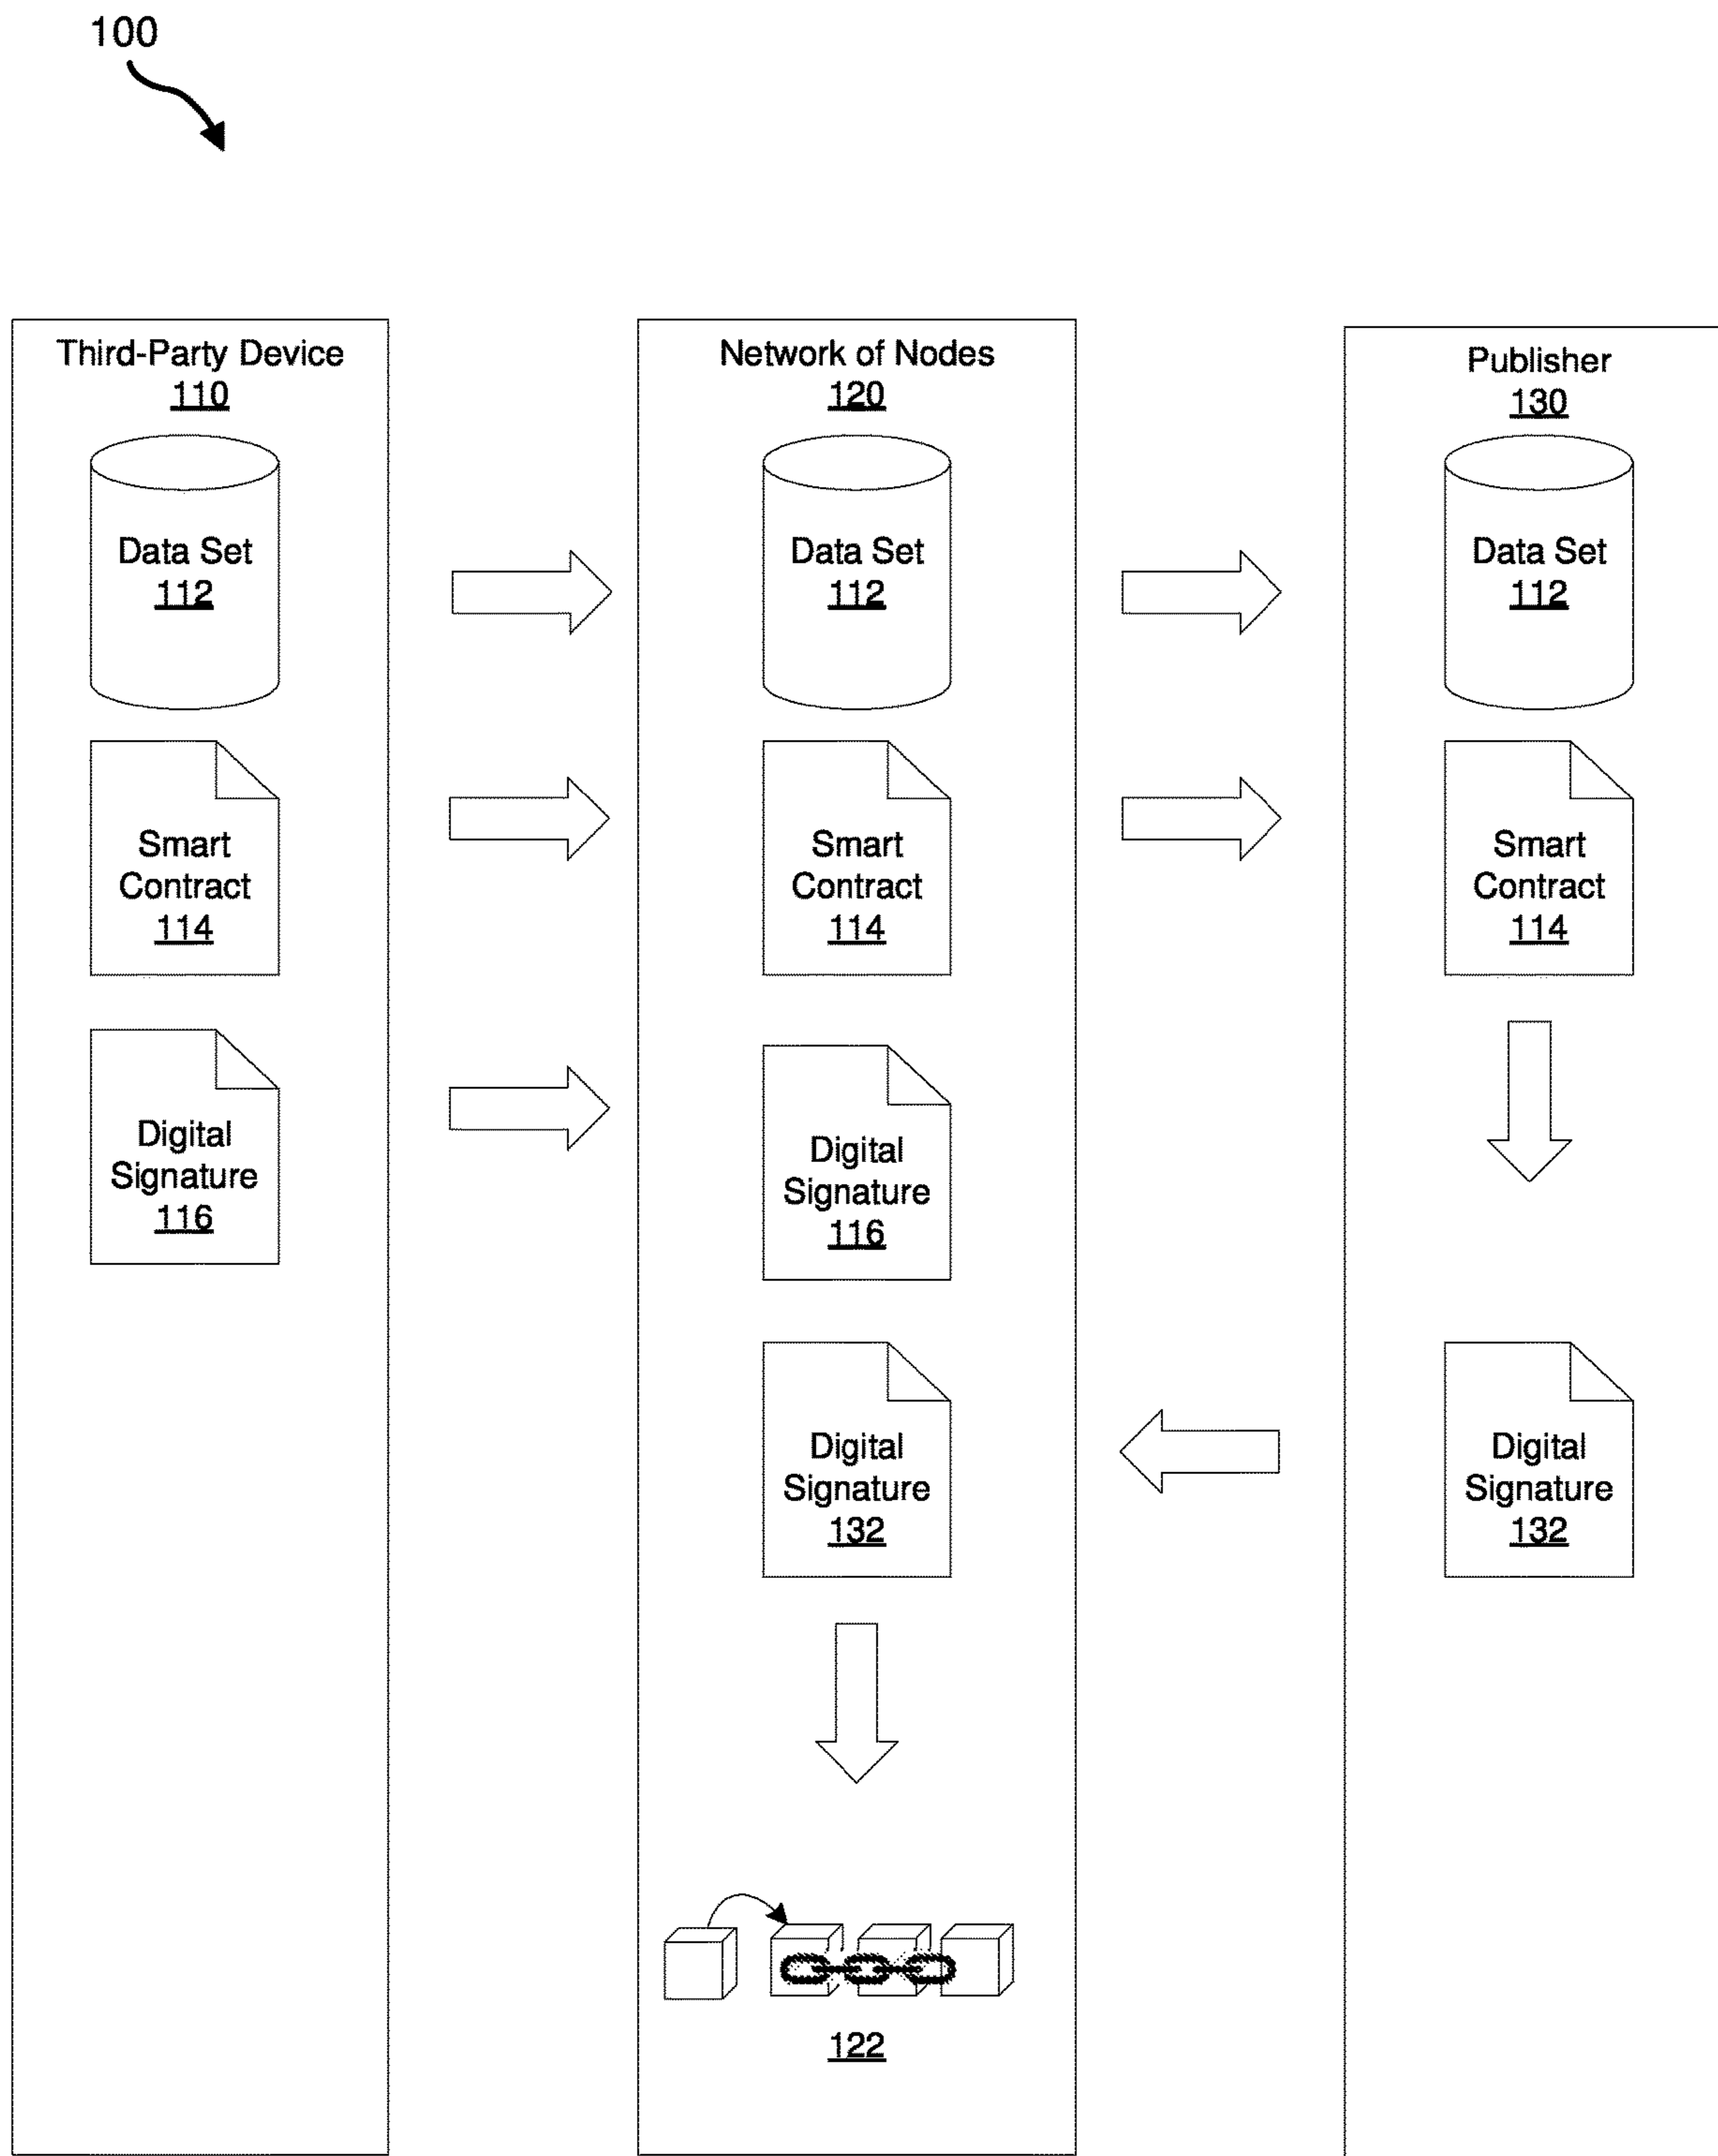 100
Third-Party Device
110
Data Set
112
Smart
Contract
114
Digital
Signature
116
Network of Nodes
120
Data Set
112
Smart
Contract
114
Digital
Signature
116
Digital
Signature
132
122
Publisher
130
Data Set
112
Smart
Contract
114
Digital
Signature
132